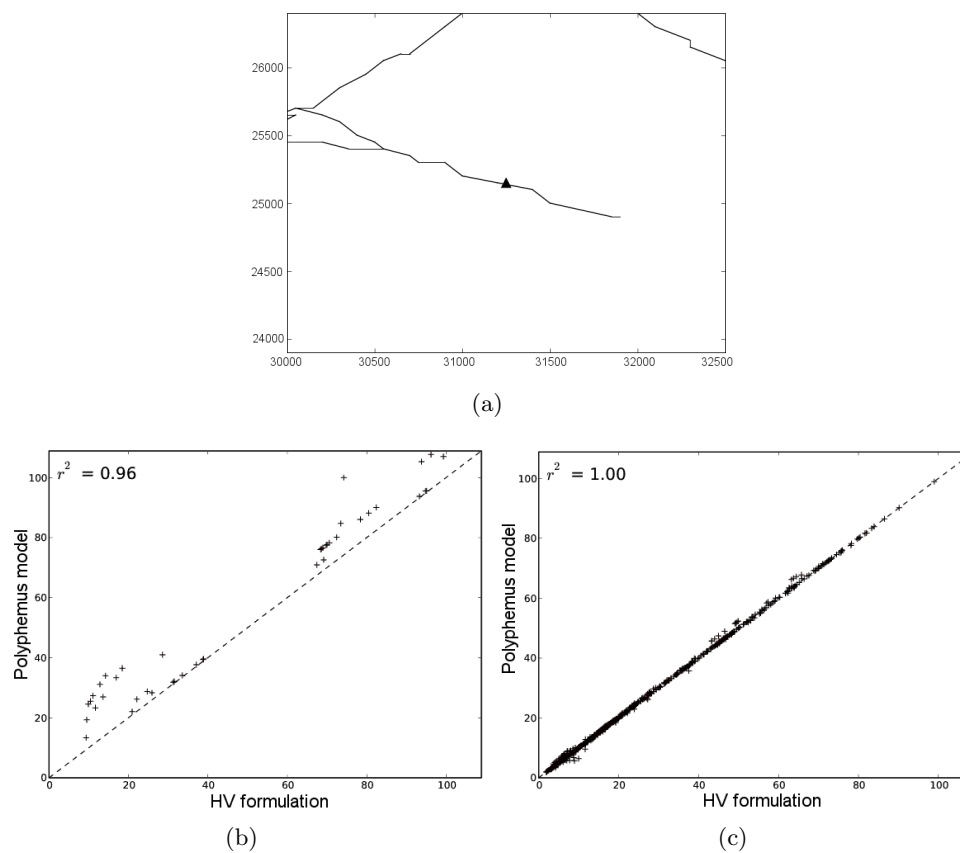 26000
25500
25000
24500
24000
30000 30500 31000 31500 32000 32500
(a)
r² = 0.96
100
80
60
40
20
0
Polyphemus model
0 20 40 60 80 100
HV formulation
(b)
r² = 1.00
100
80
60
40
20
0
Polyphemus model
0 20 40 60 80 100
HV formulation
(c)